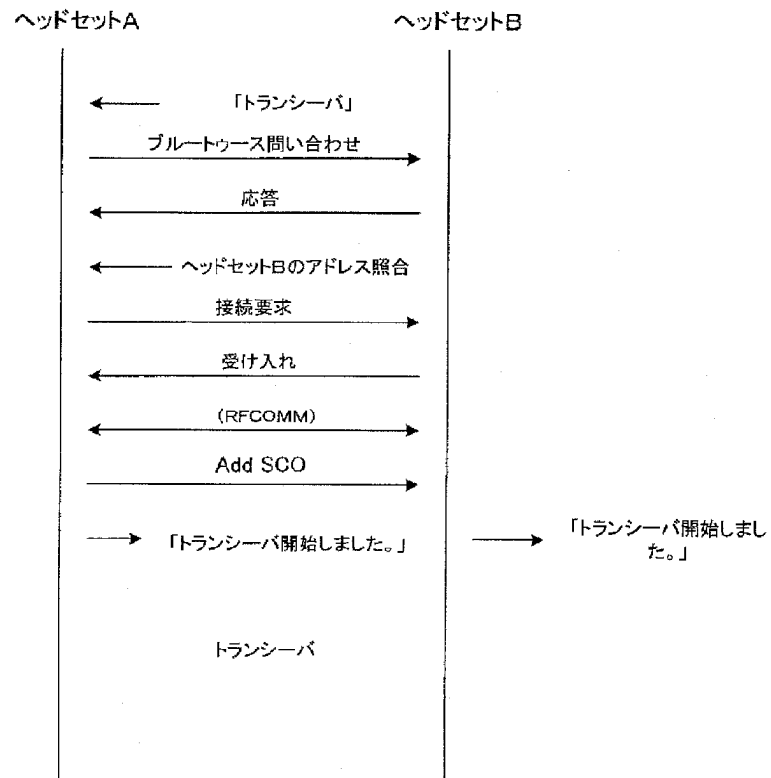 ヘッドセットA
ヘッドセットB
「トランシーバ」
ブルートゥース問い合わせ
応答
ヘッドセットBのアドレス照合
接続要求
受け入れ
(RFCOMM)
Add SCO
「トランシーバ開始しました。」
「トランシーバ開始しまし
た。」
トランシーバ